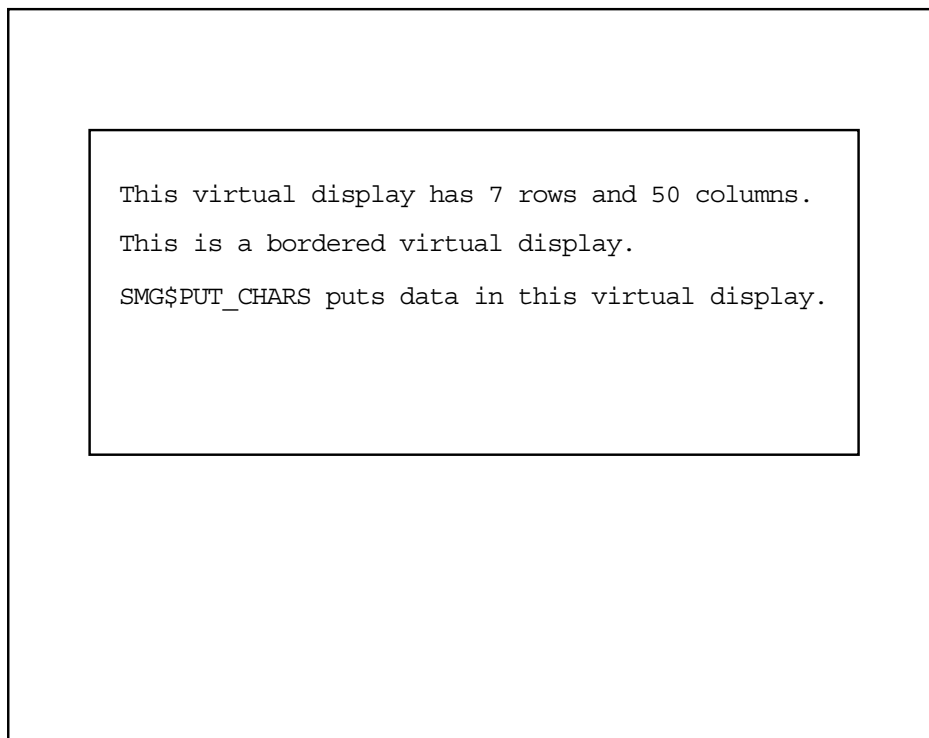 This virtual display has 7 rows and 50 columns.
This is a bordered virtual display.
SMG$PUT_CHARS puts data in this virtual display.